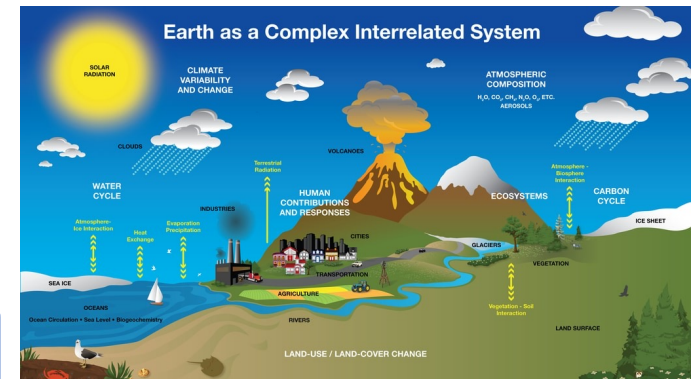 Earth as a Complex Interrelated System
SOLAR
RADIATION
CLIMATE
VARIABILITY
AND CHANGE
ATMOSPHERIC
COMPOSITION
H₂O, CO₂, CH₄, N₂O, O₃, ETC.
AEROSOLS
CLOUDS
VOLCANOES
Terrestrial
Radiation
Atmosphere -
Biosphere
Interaction
WATER
CYCLE
HUMAN
CONTRIBUTIONS
AND RESPONSES
ECOSYSTEMS
CARBON
CYCLE
INDUSTRIES
Atmosphere-
Ice Interaction
Heat
Exchange
Evaporation
Precipitation
ICE SHEET
CITIES
GLACIERS
VEGETATION
TRANSPORTATION
SEA ICE
AGRICULTURE
OCEANS
Ocean Circulation • Sea Level • Biogeochemistry
RIVERS
Vegetation - Soil
Interaction
LAND SURFACE
LAND-USE / LAND-COVER CHANGE